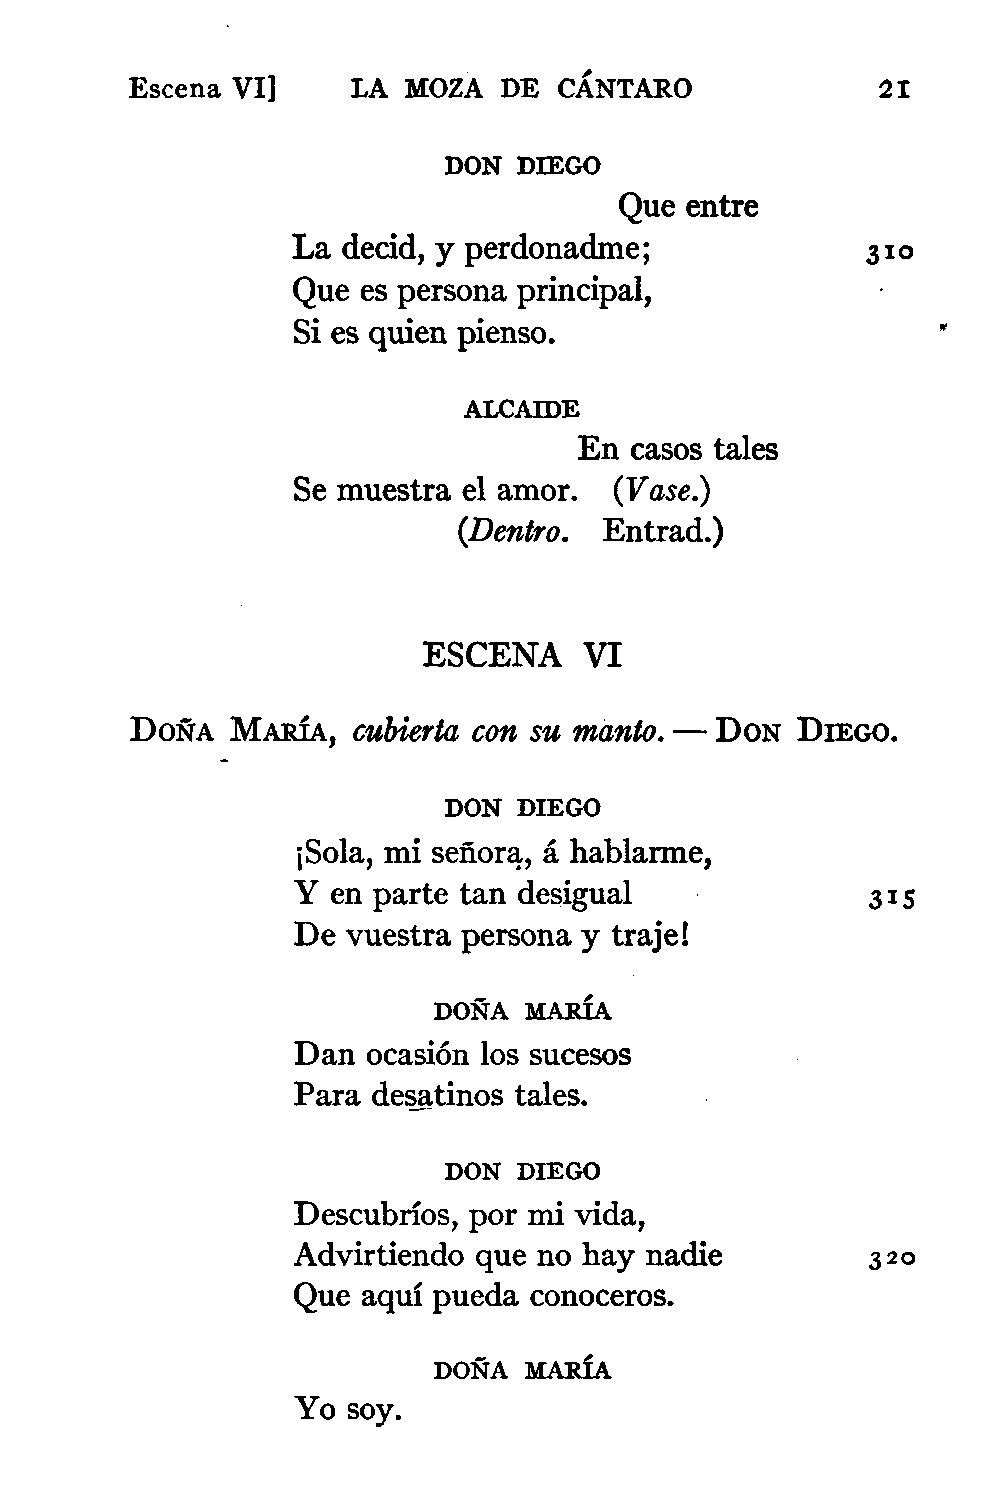 Escena VI] LA MOZA DE CÁNTARO 21
DON DIEGO
Que entre
La decid, y perdonadme; 310
Que es persona principal,
Si es quien pienso.
ALCAIDE
En casos tales
Se muestra el amor. (Vase.)
(Dentro. Entrad.)
ESCENA VI
DOÑA MARÍA, cubierta con su manto. — DON DIEGO.
DON DIEGO
¡Sola, mi señora, á hablarme,
Y en parte tan desigual 315
De vuestra persona y traje!
DOÑA MARÍA
Dan ocasión los sucesos
Para desatinos tales.
DON DIEGO
Descubríos, por mi vida,
Advirtiendo que no hay nadie 320
Que aquí pueda conoceros.
DOÑA MARÍA
Yo soy.